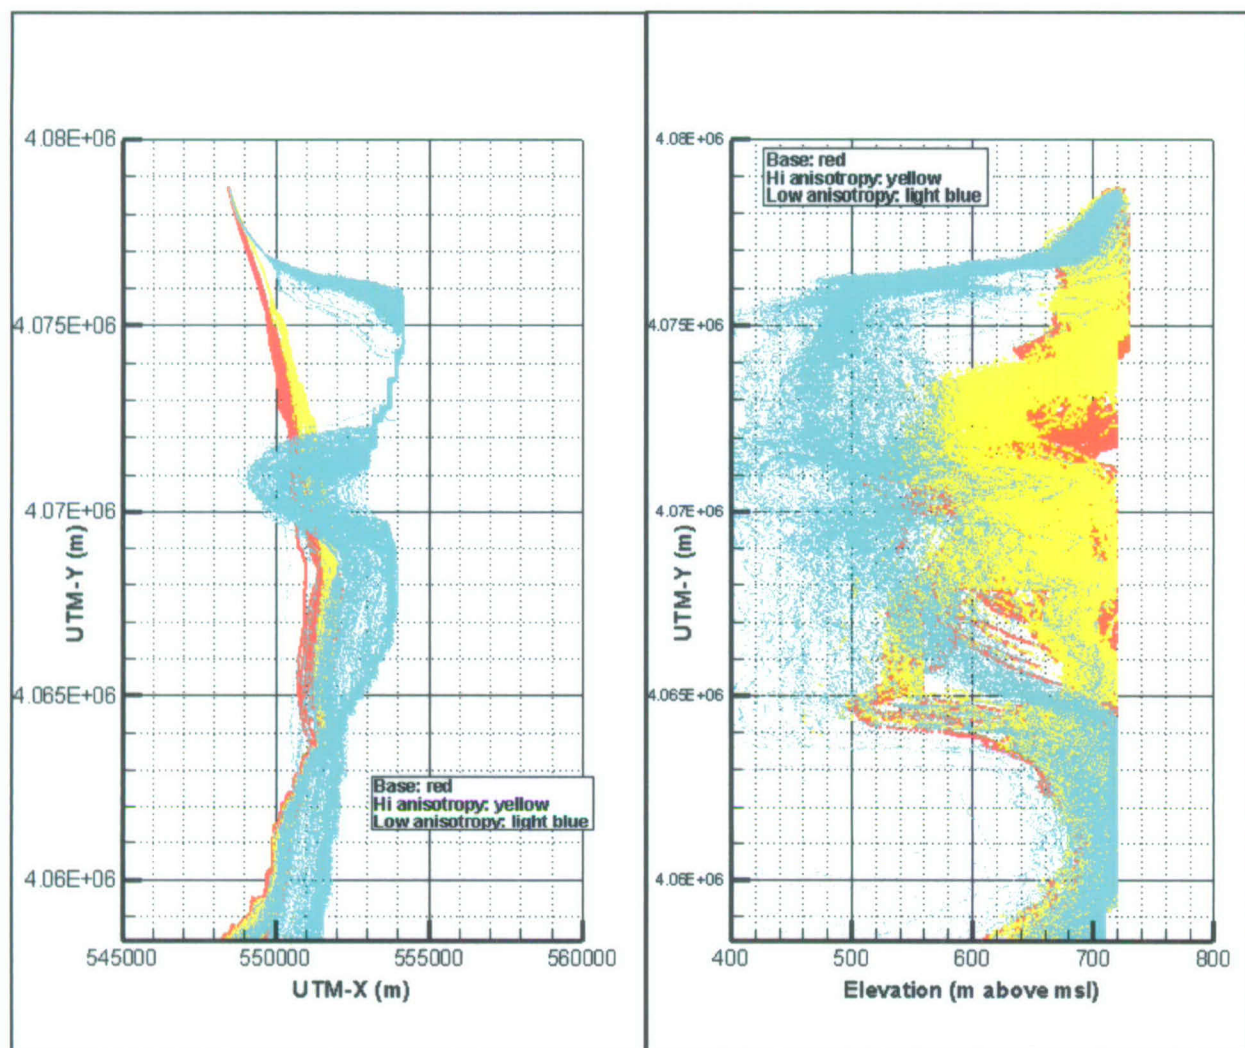 4.08E+06
4.075E+06
4.07E+06
4.065E+06
4.06E+06
UTM-Y (m)
Base: red
Hi anisotropy: yellow
Low anisotropy: light blue
545000 550000 555000 560000
UTM-X (m)
4.08E+06
4.075E+06
4.07E+06
4.065E+06
4.06E+06
UTM-Y (m)
Base: red
Hi anisotropy: yellow
Low anisotropy: light blue
400 500 600 700 800
Elevation (m above msl)